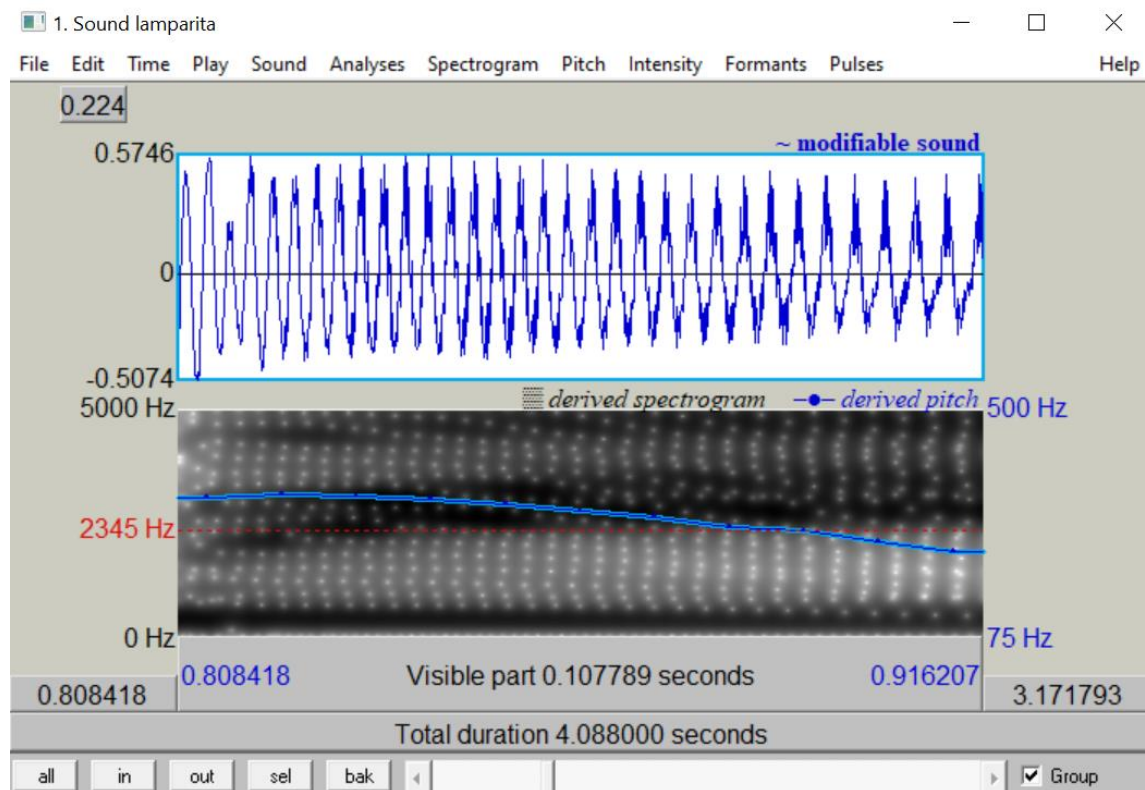 1. Sound lamparita
File Edit Time Play Sound Analyses Spectrogram Pitch Intensity Formants Pulses Help
0.224
0.5746
~ modifiable sound
0
-0.5074
derived spectrogram derived pitch
5000 Hz 500 Hz
2345 Hz
0 Hz 75 Hz
0.808418 Visible part 0.107789 seconds 0.916207
0.808418 3.171793
Total duration 4.088000 seconds
all in out sel bak Group